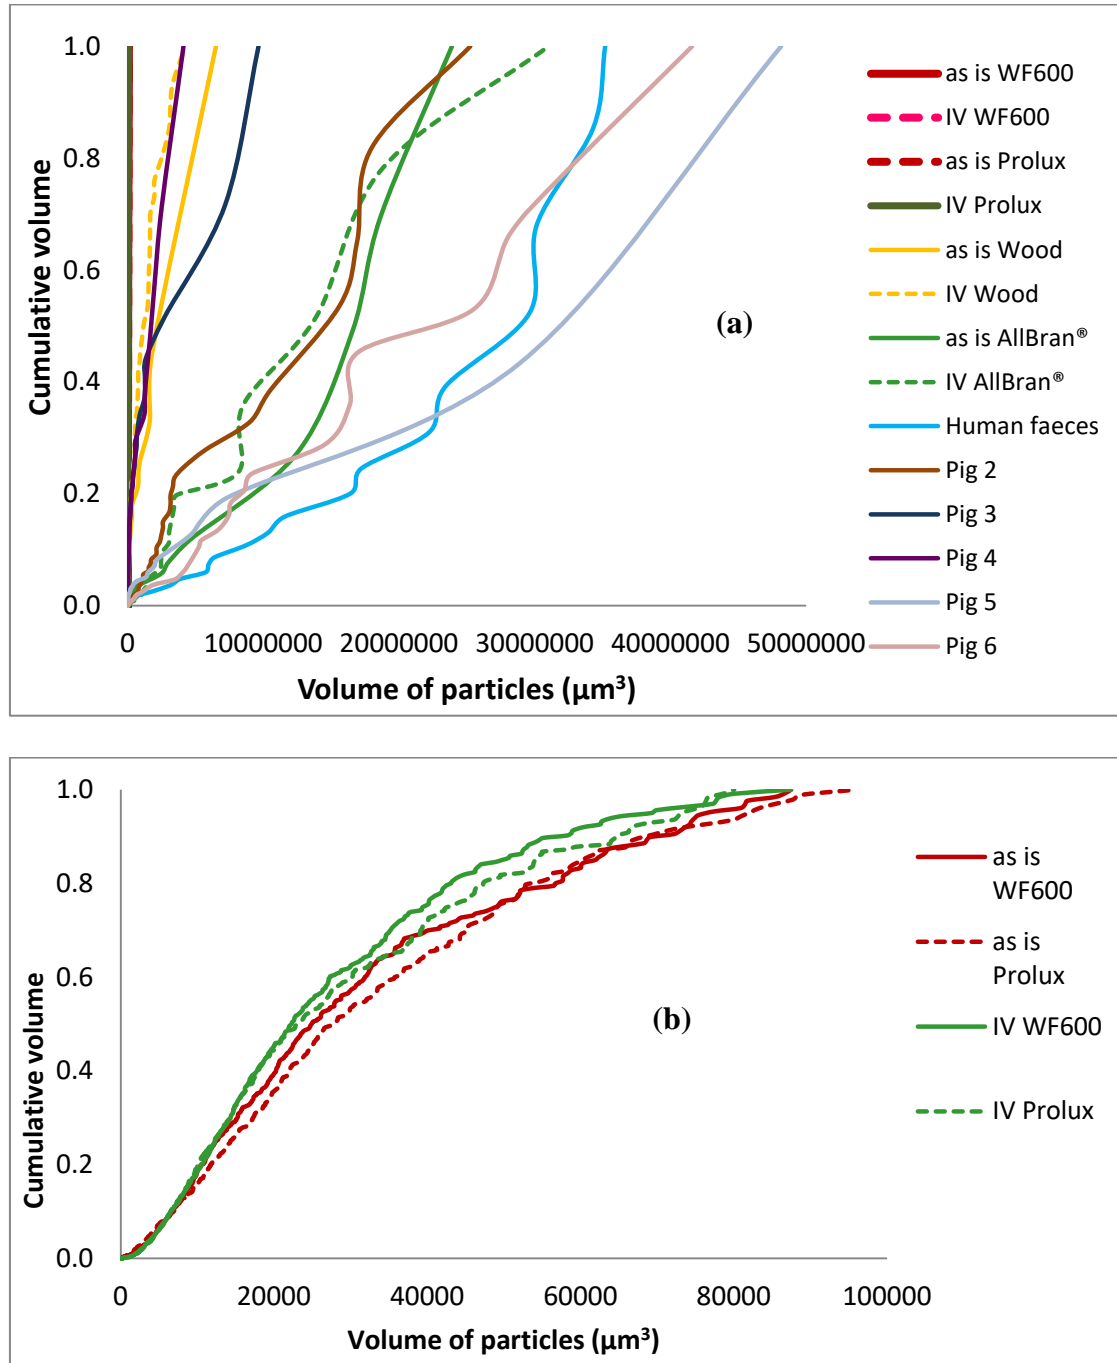 1.0
0.8
0.6
0.4
0.2
0.0
Cumulative volume
0
10000000
20000000
30000000
40000000
50000000
Volume of particles (µm³)
(a)
as is WF600
IV WF600
as is Prolux
IV Prolux
as is Wood
IV Wood
as is AllBran®
IV AllBran®
Human faeces
Pig 2
Pig 3
Pig 4
Pig 5
Pig 6
1.0
0.8
0.6
0.4
0.2
0.0
Cumulative volume
0
20000
40000
60000
80000
100000
Volume of particles (µm³)
(b)
as is
WF600
as is
Prolux
IV WF600
IV Prolux